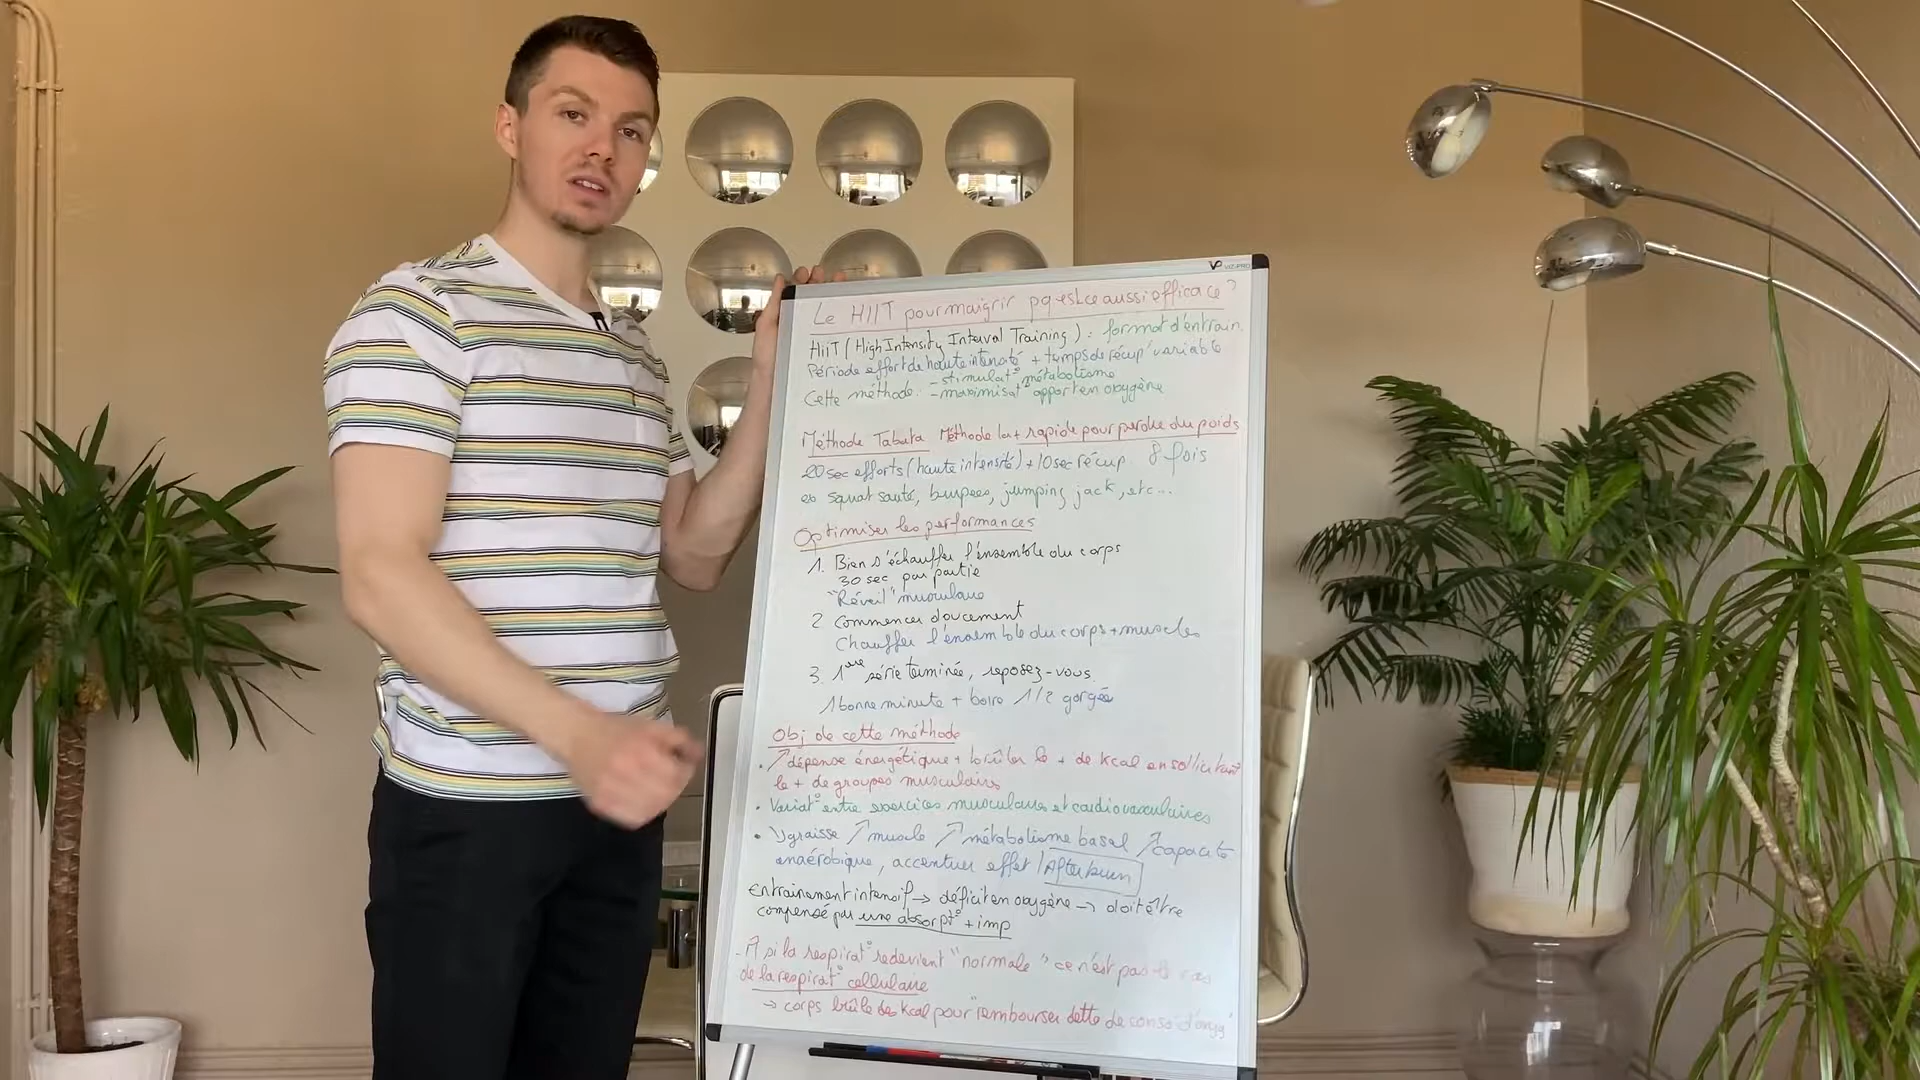 VIZ-PRO
Le HIIT pour maigrir pq est ce aussi efficace ?
HiiT (High Intensity Interval Training) : format d'entrain.
Période effort de haute intensité + temps de récup' variable
Cette méthode : - stimulat° métabolisme
- maximisat° apport en oxygène
Méthode Tabata Méthode la + rapide pour perdre du poids
20 sec efforts (haute intensité) + 10 sec récup 8 fois
ex squat sauté, burpees, jumping jack, etc...
Optimiser les performances
1. Bien s'échauffer l'ensemble du corps
30 sec par partie
"Réveil" musculaire
2 Commencer doucement
Chauffer l'ensemble du corps + muscles
3. 1ère série terminée, reposez-vous.
1 bonne minute + boire 1/2 gorgée
Obj de cette méthode
. ↗ dépense énergétique + brûler le + de kcal en sollicitant
le + de groupes musculaires
• Variat° entre exercices musculaires et cardiovasculaires
• ↘ graisse ↗ muscle ↗ métabolisme basal ↗ capacité
anaérobique, accentuer effet Afterburn
Entrainement intensif → déficit en oxygène → doit être
compensé par une absorpt° + imp
- À si la respirat° redevient "normale" ce n'est pas le cas
de la respirat° cellulaire
→ corps brûle des kcal pour "rembourser dette de conso° d'oxyg"